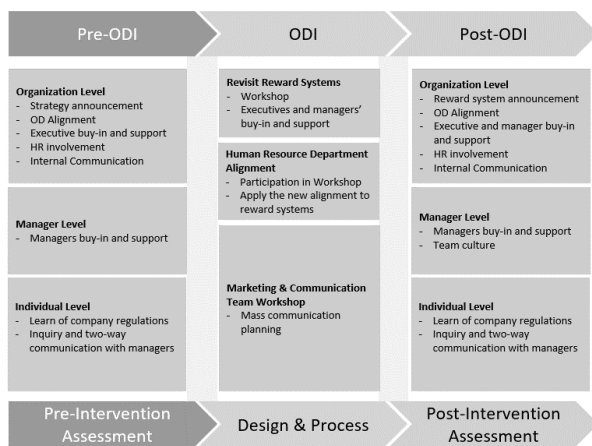 Pre-ODI
ODI
Post-ODI
Organization Level
- Strategy announcement
- OD Alignment
- Executive buy-in and support
- HR involvement
- Internal Communication
Manager Level
- Managers buy-in and support
Individual Level
- Learn of company regulations
- Inquiry and two-way
communication with managers
Revisit Reward Systems
- Workshop
- Executives and managers'
buy-in and support
Human Resource Department
Alignment
- Participation in Workshop
- Apply the new alignment to
reward systems
Marketing & Communication
Team Workshop
- Mass communication
planning
Organization Level
- Reward system announcement
- OD Alignment
- Executive and manager buy-in
and support
- HR involvement
- Internal Communication
Manager Level
- Managers buy-in and support
- Team culture
Individual Level
- Learn of company regulations
- Inquiry and two-way
communication with managers
Pre-Intervention
Assessment
Design & Process
Post-Intervention
Assessment